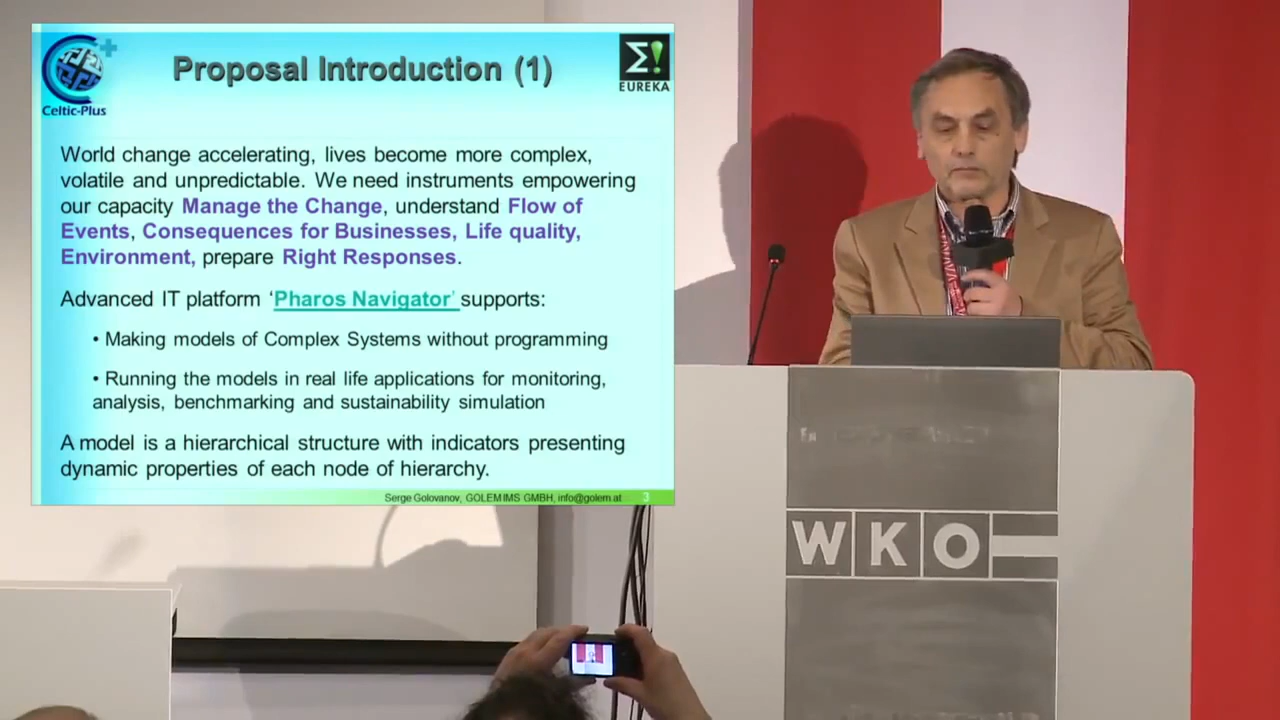 Proposal Introduction (1)
Celtic-Plus
Σ!
EUREKA
World change accelerating, lives become more complex,
volatile and unpredictable. We need instruments empowering
our capacity Manage the Change, understand Flow of
Events, Consequences for Businesses, Life quality,
Environment, prepare Right Responses.
Advanced IT platform ‘Pharos Navigator’ supports:
• Making models of Complex Systems without programming
• Running the models in real life applications for monitoring,
analysis, benchmarking and sustainability simulation
A model is a hierarchical structure with indicators presenting
dynamic properties of each node of hierarchy.
Serge Golovanov, GOLEM IMS GMBH, info@golem.at 3
WKO